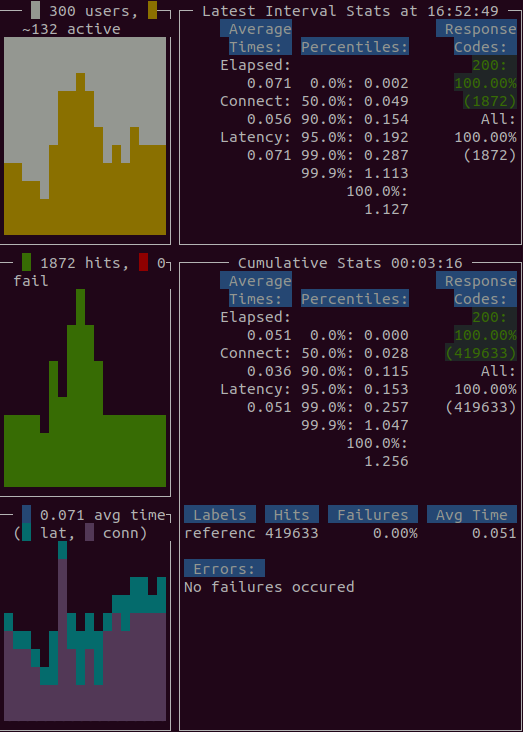 300 users,
~132 active
1872 hits, 0
fail
0.071 avg time
( lat, conn)
Latest Interval Stats at 16:52:49
Average Response
Times: Percentiles: Codes:
Elapsed: 200:
0.071 0.0%: 0.002 100.00%
Connect: 50.0%: 0.049 (1872)
0.056 90.0%: 0.154 All:
Latency: 95.0%: 0.192 100.00%
0.071 99.0%: 0.287 (1872)
99.9%: 1.113
100.0%:
1.127
Cumulative Stats 00:03:16
Average Response
Times: Percentiles: Codes:
Elapsed: 200:
0.051 0.0%: 0.000 100.00%
Connect: 50.0%: 0.028 (419633)
0.036 90.0%: 0.115 All:
Latency: 95.0%: 0.153 100.00%
0.051 99.0%: 0.257 (419633)
99.9%: 1.047
100.0%:
1.256
Labels Hits Failures Avg Time
referenc 419633 0.00% 0.051
Errors:
No failures occured